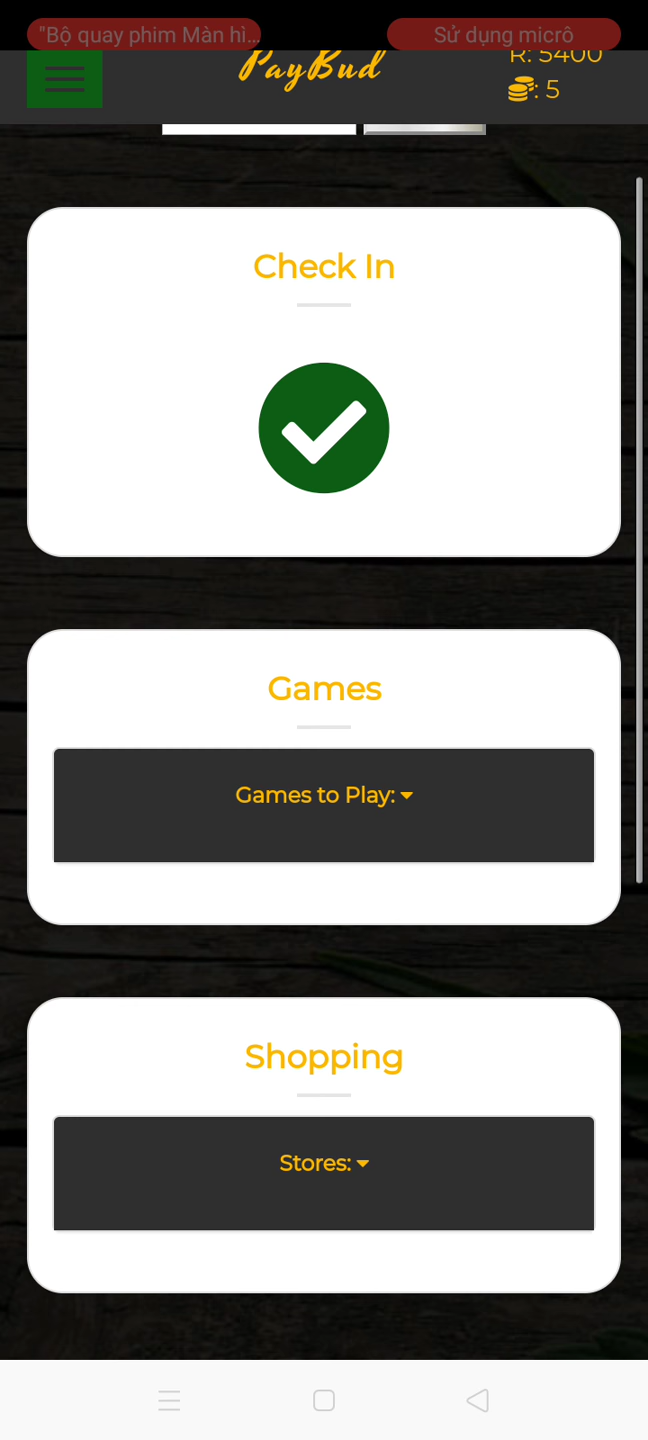 "Bộ quay phim Màn hì...
Sử dụng micrô
PayBud
R: 5400
: 5
Check In
Games
Games to Play:
Shopping
Stores: